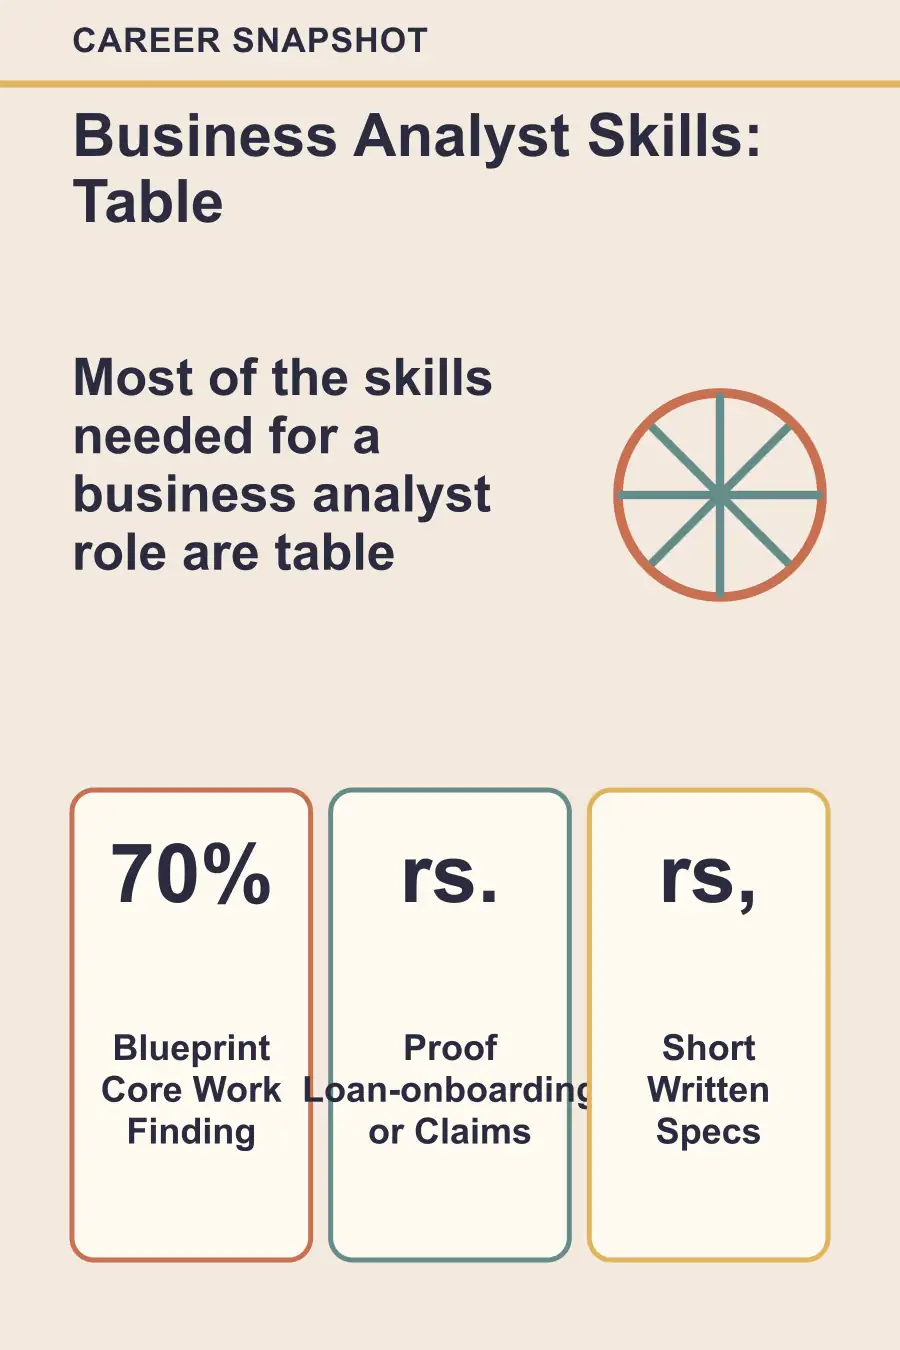 CAREER SNAPSHOT
Business Analyst Skills:
Table
Most of the skills
needed for a
business analyst
role are table
70%
Blueprint
Core Work
Finding
rs.
Proof
Loan-onboarding
or Claims
rs,
Short
Written
Specs